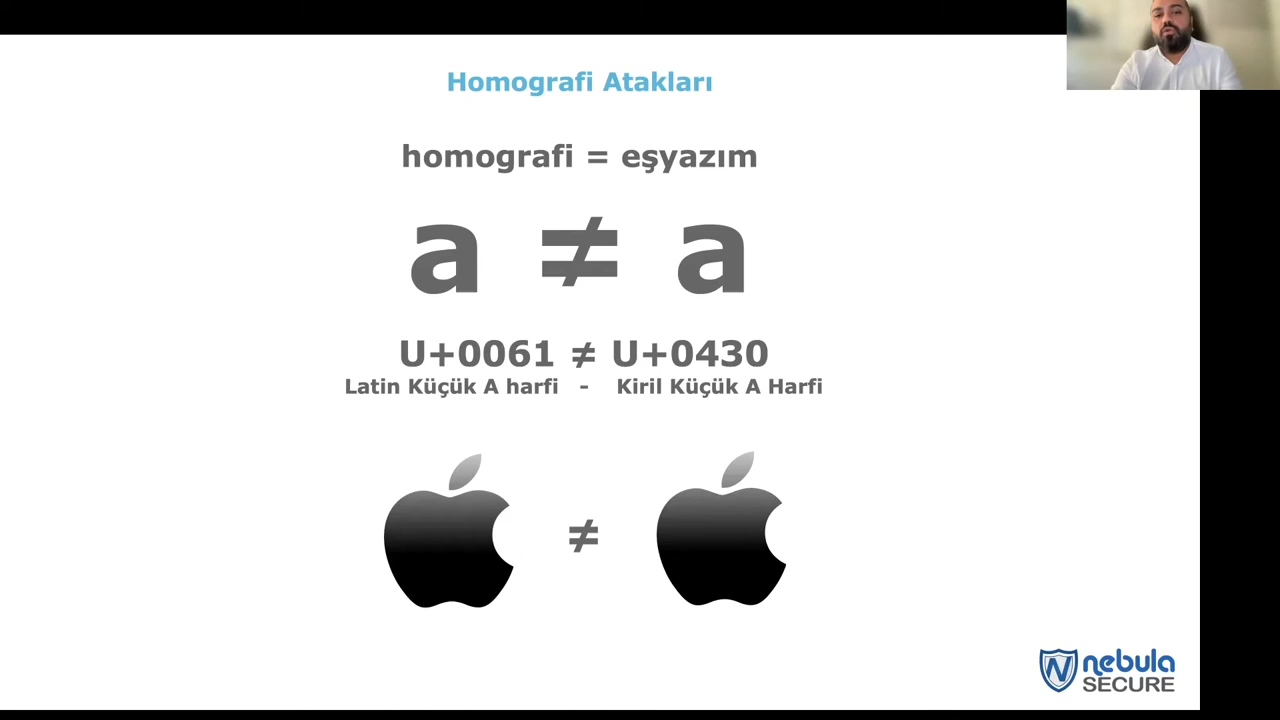 Homografi Atakları
homografi = eşyazım
a ≠ a
U+0061 ≠ U+0430
Latin Küçük A harfi - Kiril Küçük A Harfi
≠
nebula
SECURE